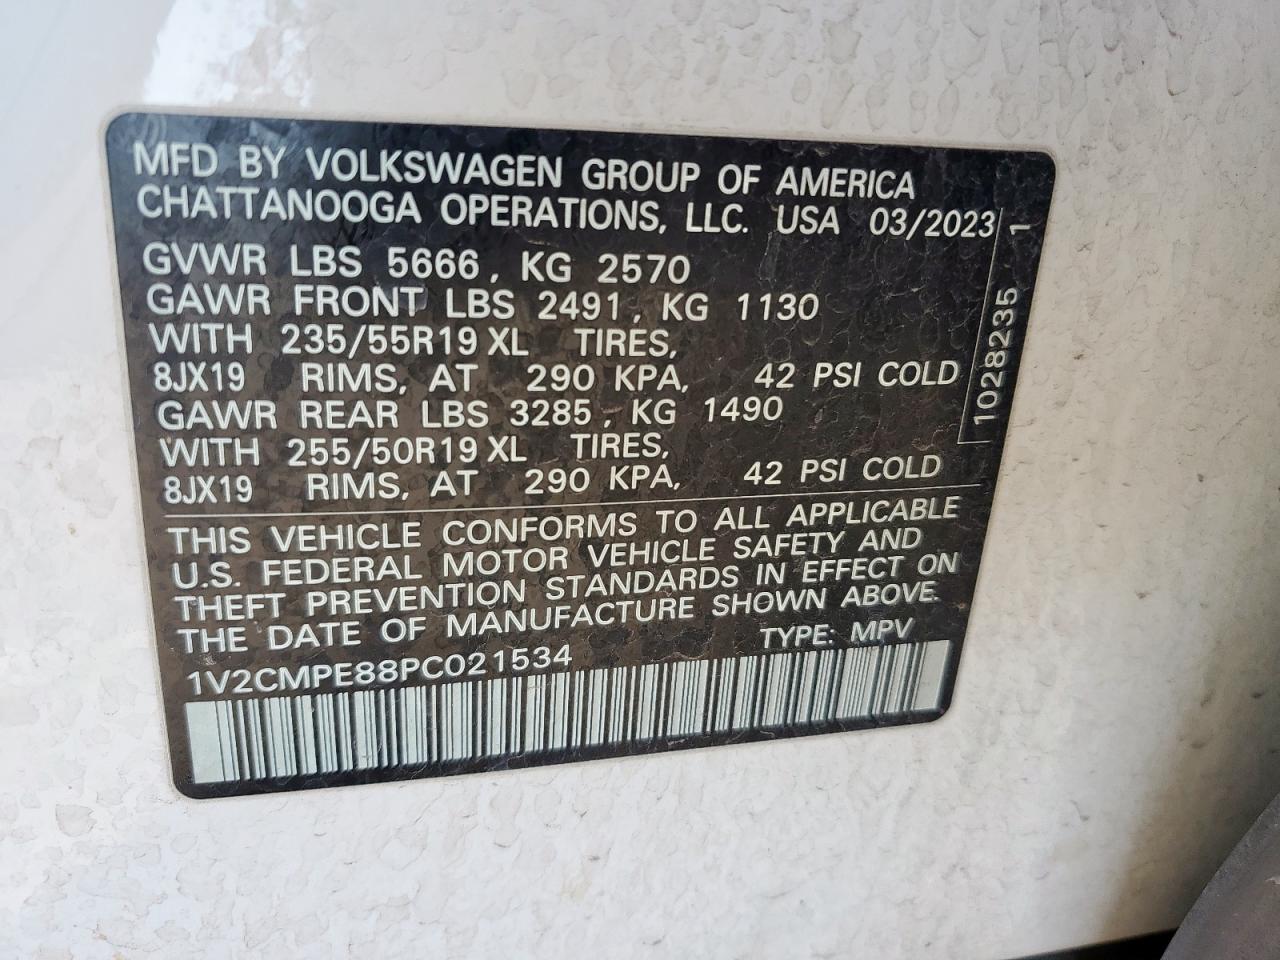 MFD BY VOLKSWAGEN GROUP OF AMERICA
CHATTANOOGA OPERATIONS, LLC. USA 03/2023
GVWR LBS 5666, KG 2570
GAWR FRONT LBS 2491, KG 1130
WITH 235/55R19 XL TIRES,
8JX19 RIMS, AT 290 KPA, 42 PSI COLD
GAWR REAR LBS 3285, KG 1490
WITH 255/50R19 XL TIRES,
8JX19 RIMS, AT 290 KPA, 42 PSI COLD
1028235 1
THIS VEHICLE CONFORMS TO ALL APPLICABLE
U.S. FEDERAL MOTOR VEHICLE SAFETY AND
THEFT PREVENTION STANDARDS IN EFFECT ON
THE DATE OF MANUFACTURE SHOWN ABOVE.
1V2CMPE88PC021534 TYPE: MPV